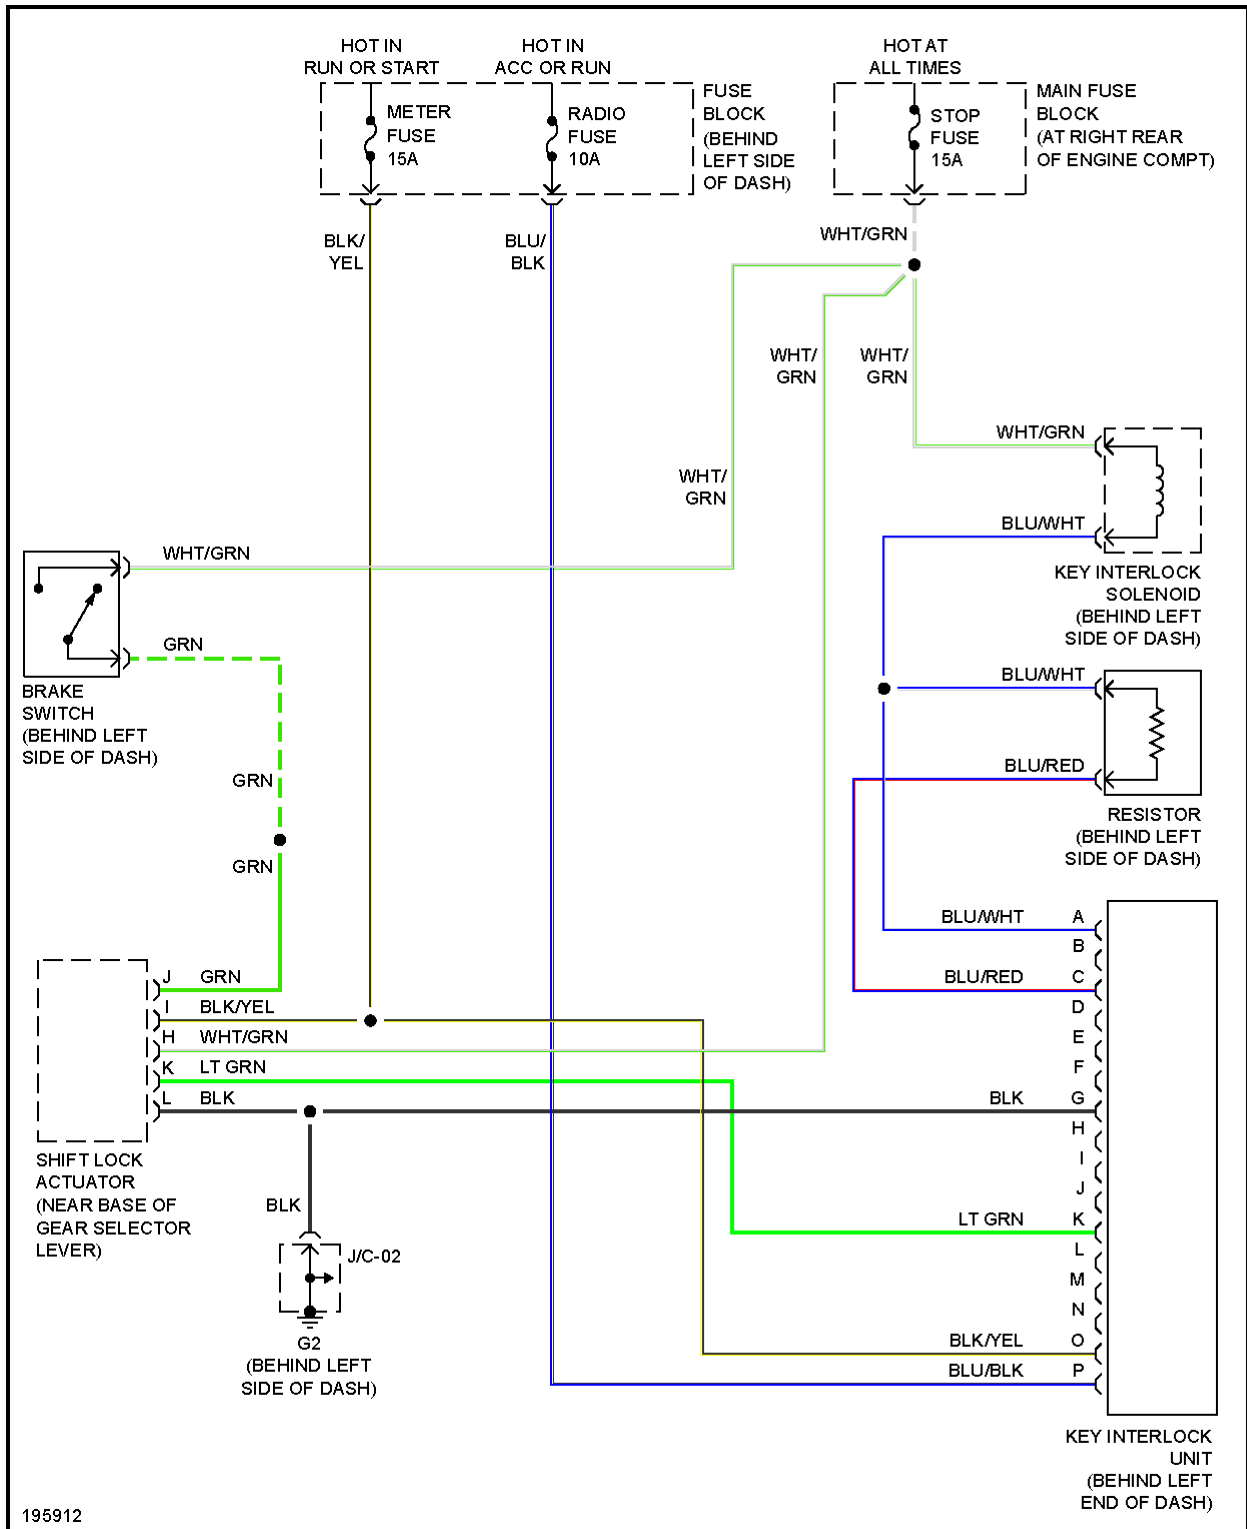 HOT IN
RUN OR START
HOT IN
ACC OR RUN
HOT AT
ALL TIMES
METER
FUSE
15A
RADIO
FUSE
10A
FUSE
BLOCK
(BEHIND
LEFT SIDE
OF DASH)
STOP
FUSE
15A
MAIN FUSE
BLOCK
(AT RIGHT REAR
OF ENGINE COMPT)
BLK/
YEL
BLU/
BLK
WHT/GRN
WHT/
GRN
WHT/
GRN
WHT/
GRN
WHT/GRN
BLU/WHT
KEY INTERLOCK
SOLENOID
(BEHIND LEFT
SIDE OF DASH)
WHT/GRN
GRN
BRAKE
SWITCH
(BEHIND LEFT
SIDE OF DASH)
GRN
GRN
BLU/WHT
BLU/RED
RESISTOR
(BEHIND LEFT
SIDE OF DASH)
J GRN
I BLK/YEL
H WHT/GRN
K LT GRN
L BLK
SHIFT LOCK
ACTUATOR
(NEAR BASE OF
GEAR SELECTOR
LEVER)
BLK
J/C-02
G2
(BEHIND LEFT
SIDE OF DASH)
BLU/WHT A
B
BLU/RED C
D
E
F
BLK G
H
I
J
LT GRN K
L
M
N
BLK/YEL O
BLU/BLK P
KEY INTERLOCK
UNIT
(BEHIND LEFT
END OF DASH)
195912